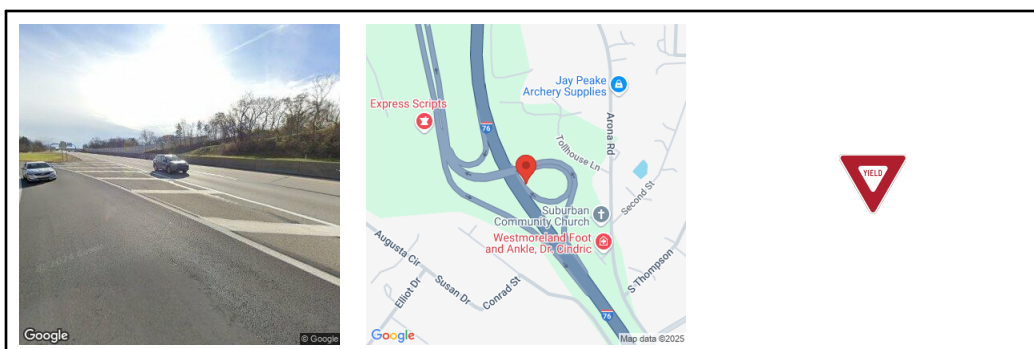 Google
© Google
Express Scripts
76
Jay Peake
Archery Supplies
Arona Rd
Tollhouse Ln
Second St
Suburban
Community Church
Westmoreland Foot
and Ankle, Dr. Cindric
Augusta Cir
Elliot Dr
Susan Dr
Conrad St
S Thompson
76
Google
Map data ©2025
YIELD